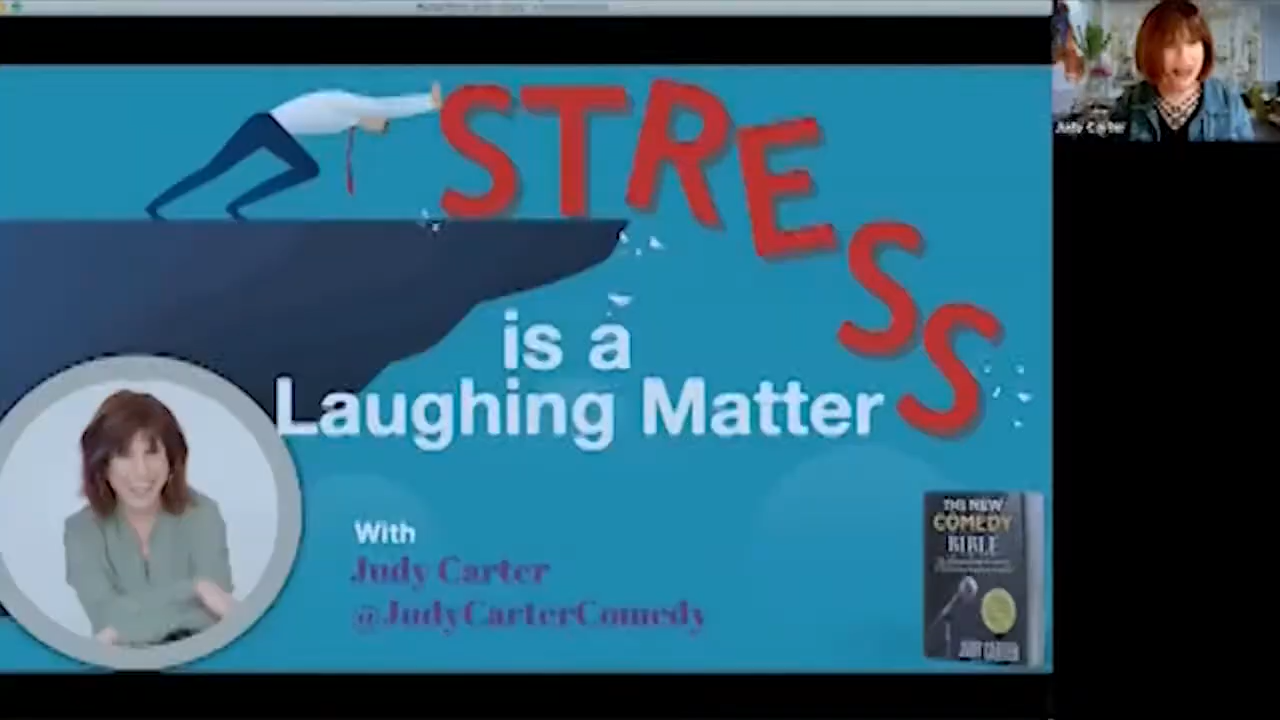 STRESS
is a
Laughing Matter
With
Judy Carter
@JudyCarterComedy
THE NEW
COMEDY
BIBLE
JUDY CARTER
Judy Carter